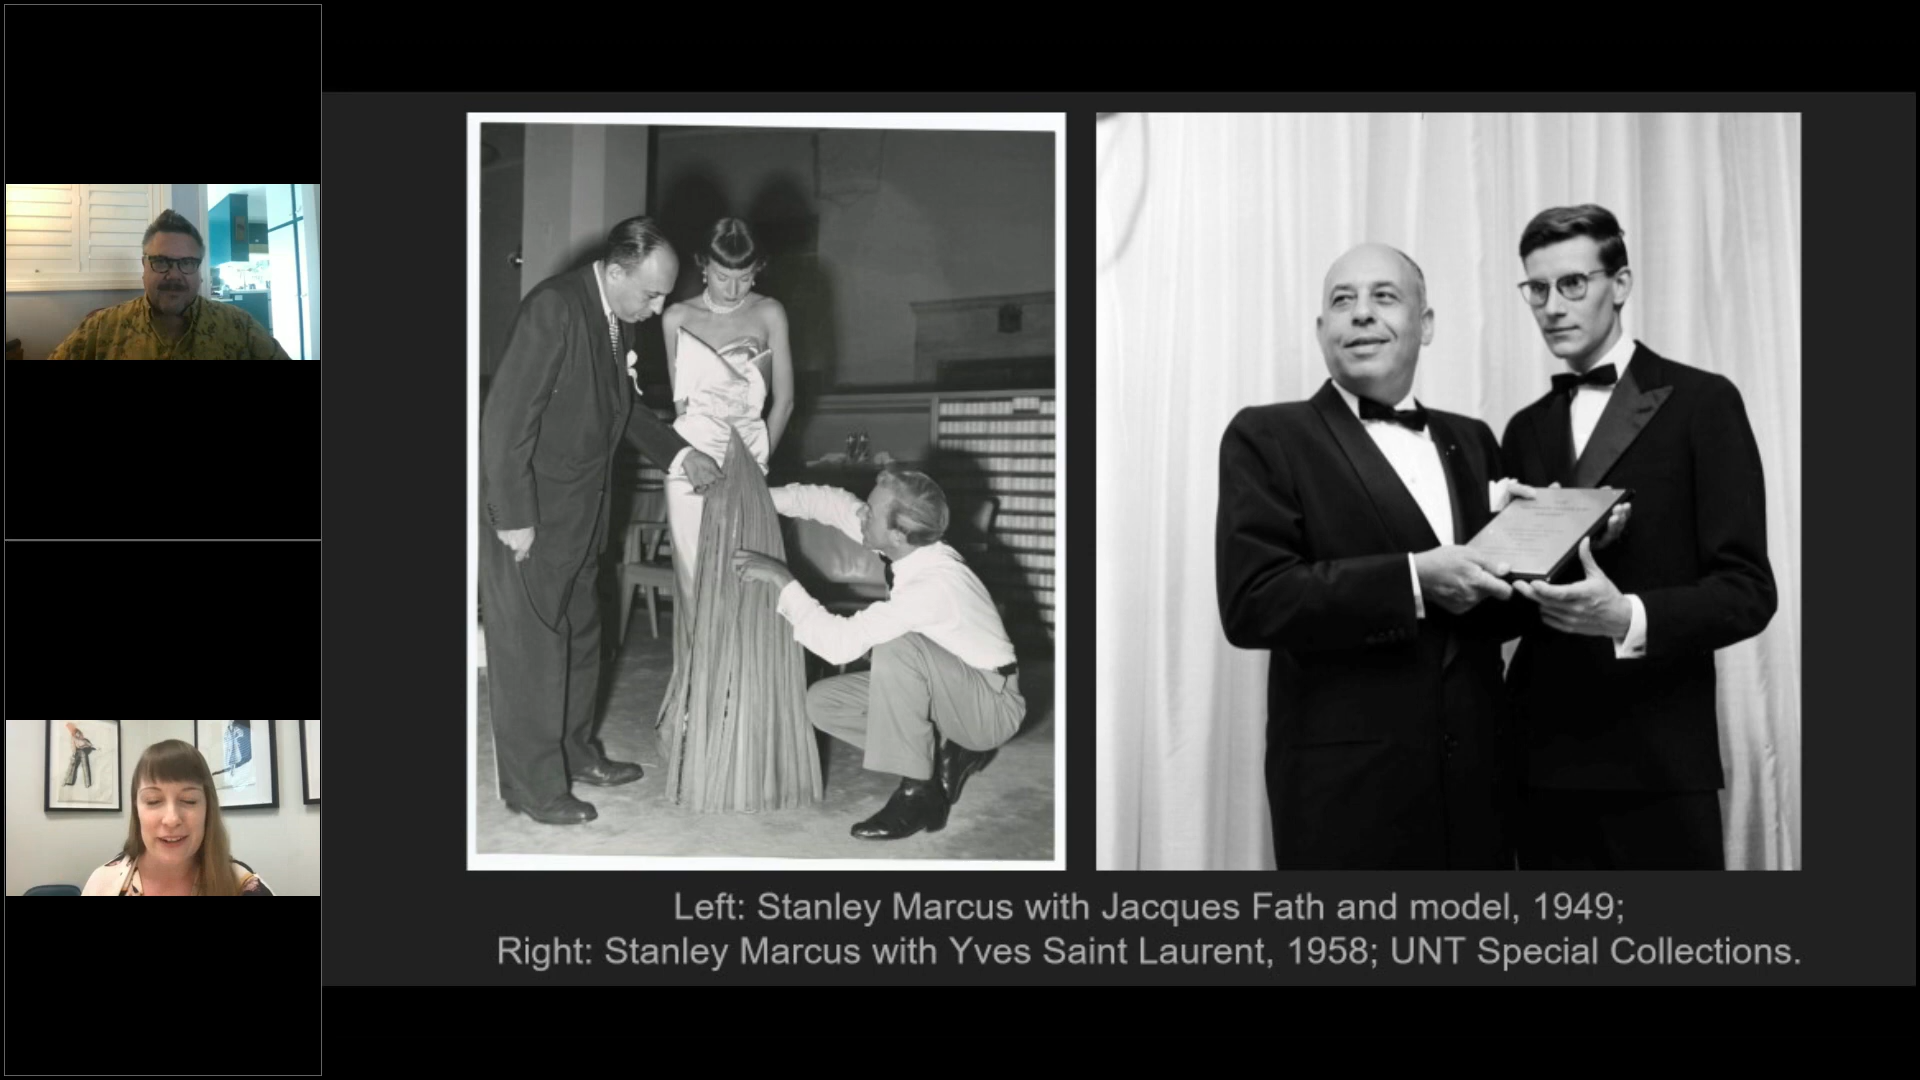 Left: Stanley Marcus with Jacques Fath and model, 1949;
Right: Stanley Marcus with Yves Saint Laurent, 1958; UNT Special Collections.